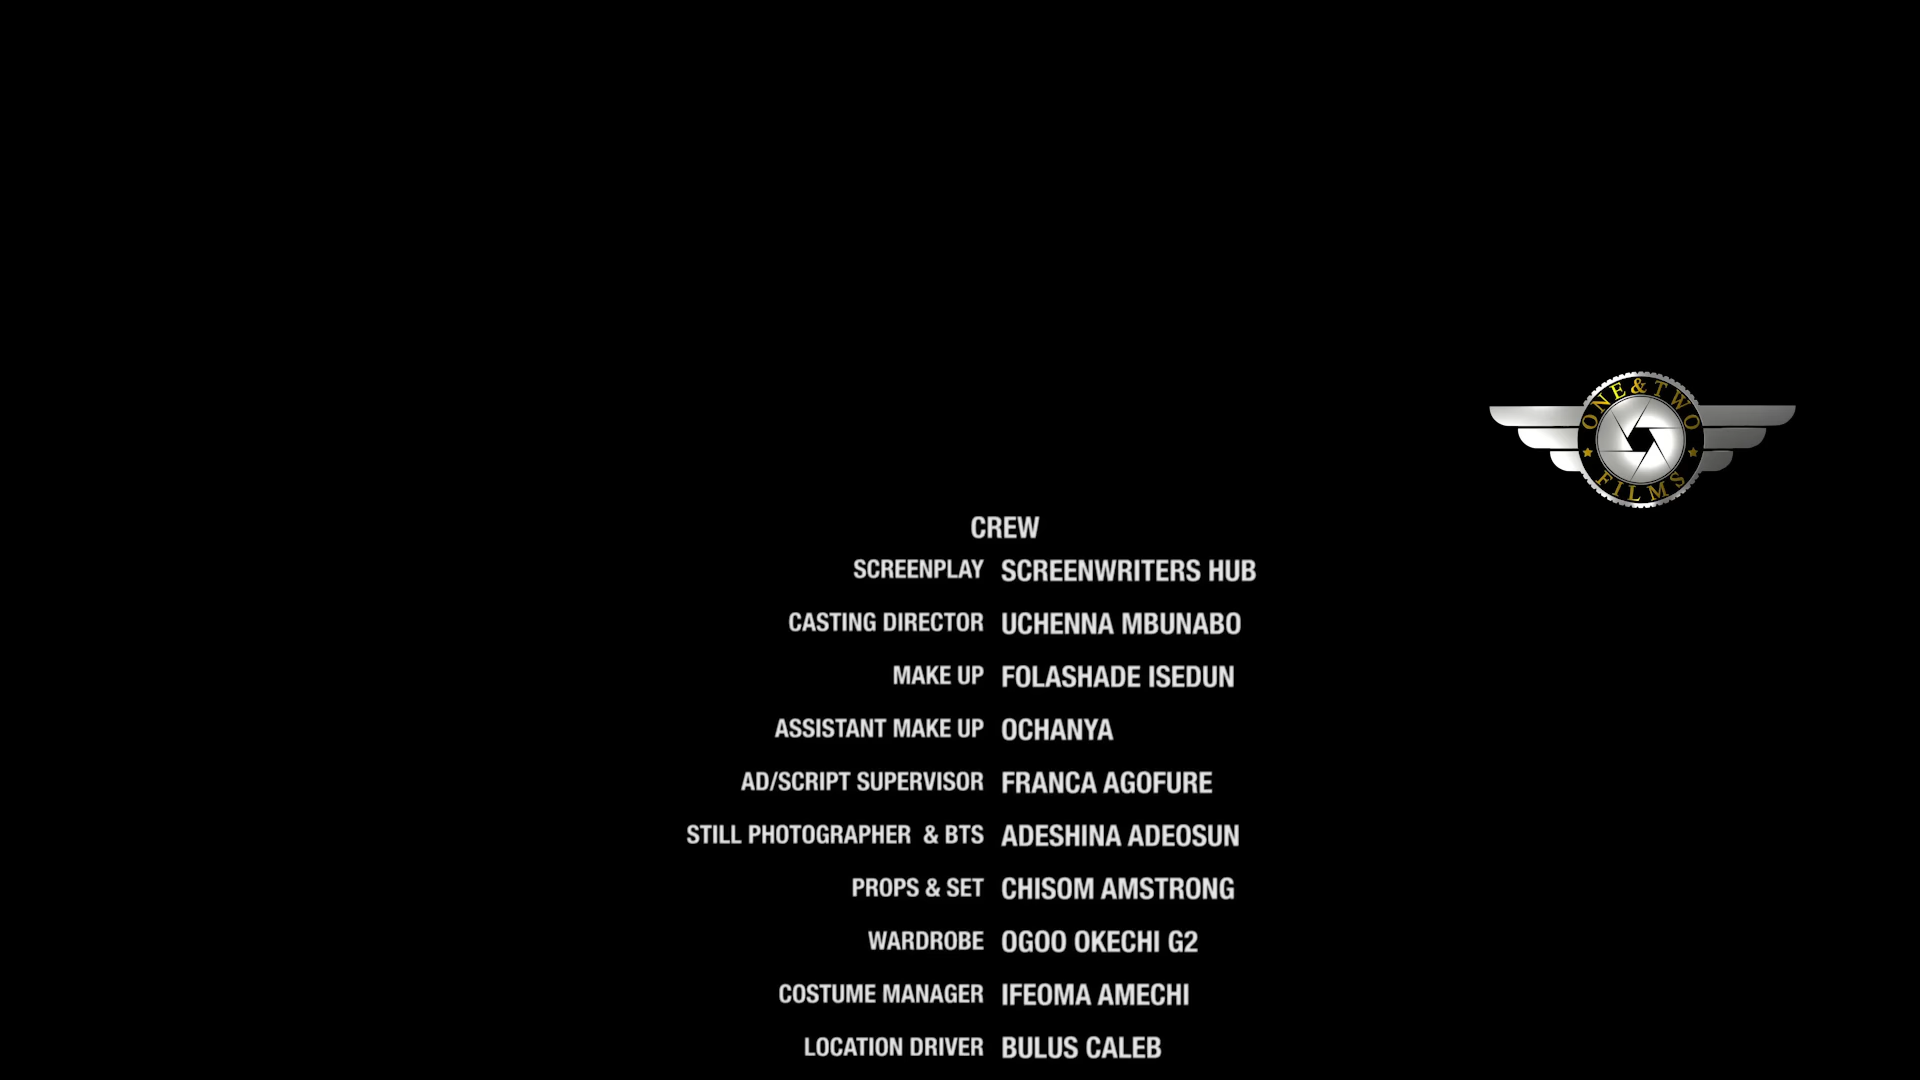 ONE & TWO
FILMS
CREW
SCREENPLAY SCREENWRITERS HUB
CASTING DIRECTOR UCHENNA MBUNABO
MAKE UP FOLASHADE ISEDUN
ASSISTANT MAKE UP OCHANYA
AD/SCRIPT SUPERVISOR FRANCA AGOFURE
STILL PHOTOGRAPHER & BTS ADESHINA ADEOSUN
PROPS & SET CHISOM AMSTRONG
WARDROBE OGOO OKECHI G2
COSTUME MANAGER IFEOMA AMECHI
LOCATION DRIVER BULUS CALEB